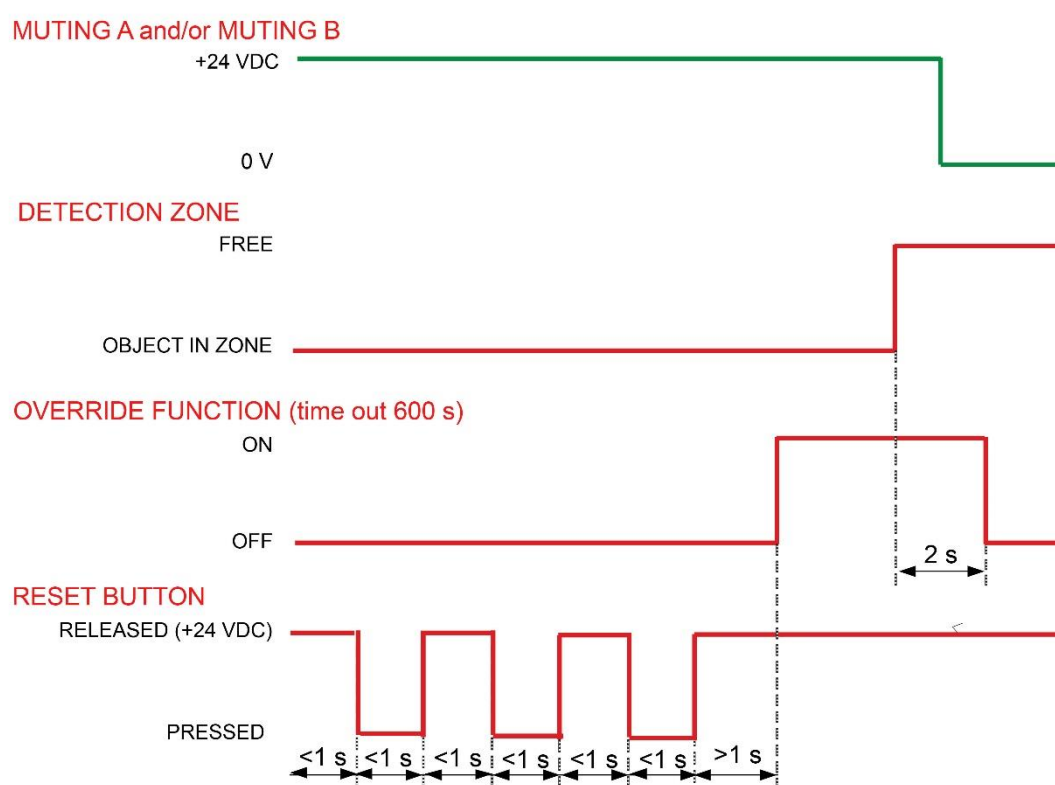 MUTING A and/or MUTING B
+24 VDC
0 V
DETECTION ZONE
FREE
OBJECT IN ZONE
OVERRIDE FUNCTION (time out 600 s)
ON
OFF
2 s
RESET BUTTON
RELEASED (+24 VDC)
PRESSED
<1 s <1 s <1 s <1 s <1 s <1 s >1 s